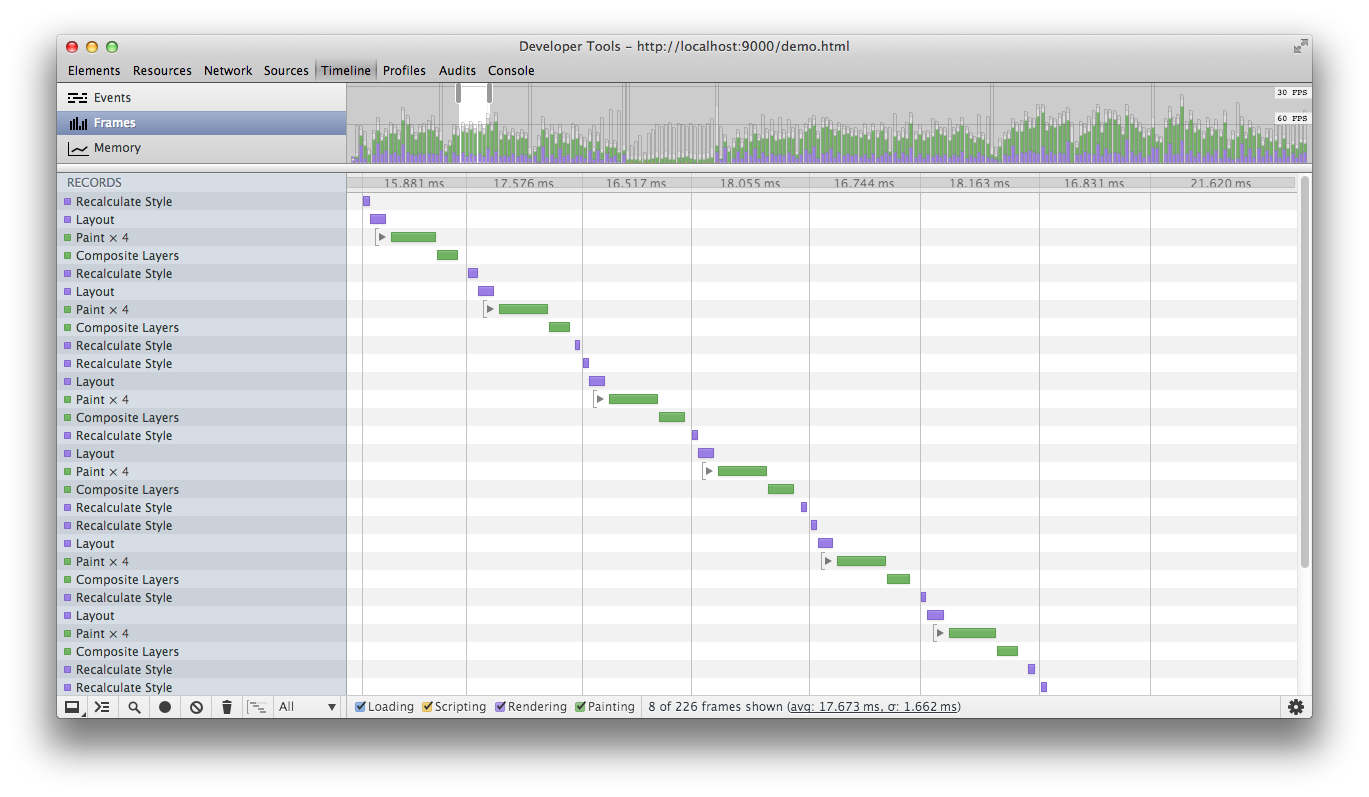 Developer Tools - http://localhost:9000/demo.html
Elements Resources Network Sources Timeline Profiles Audits Console
Events
30 FPS
Frames
60 FPS
Memory
RECORDS
15.881 ms 17.576 ms 16.517 ms 18.055 ms 16.744 ms 18.163 ms 16.831 ms 21.620 ms
Recalculate Style
Layout
Paint × 4
Composite Layers
Recalculate Style
Layout
Paint × 4
Composite Layers
Recalculate Style
Recalculate Style
Layout
Paint × 4
Composite Layers
Recalculate Style
Layout
Paint × 4
Composite Layers
Recalculate Style
Recalculate Style
Layout
Paint × 4
Composite Layers
Recalculate Style
Layout
Paint × 4
Composite Layers
Recalculate Style
Recalculate Style
All Loading Scripting Rendering Painting 8 of 226 frames shown (avg: 17.673 ms, σ: 1.662 ms)